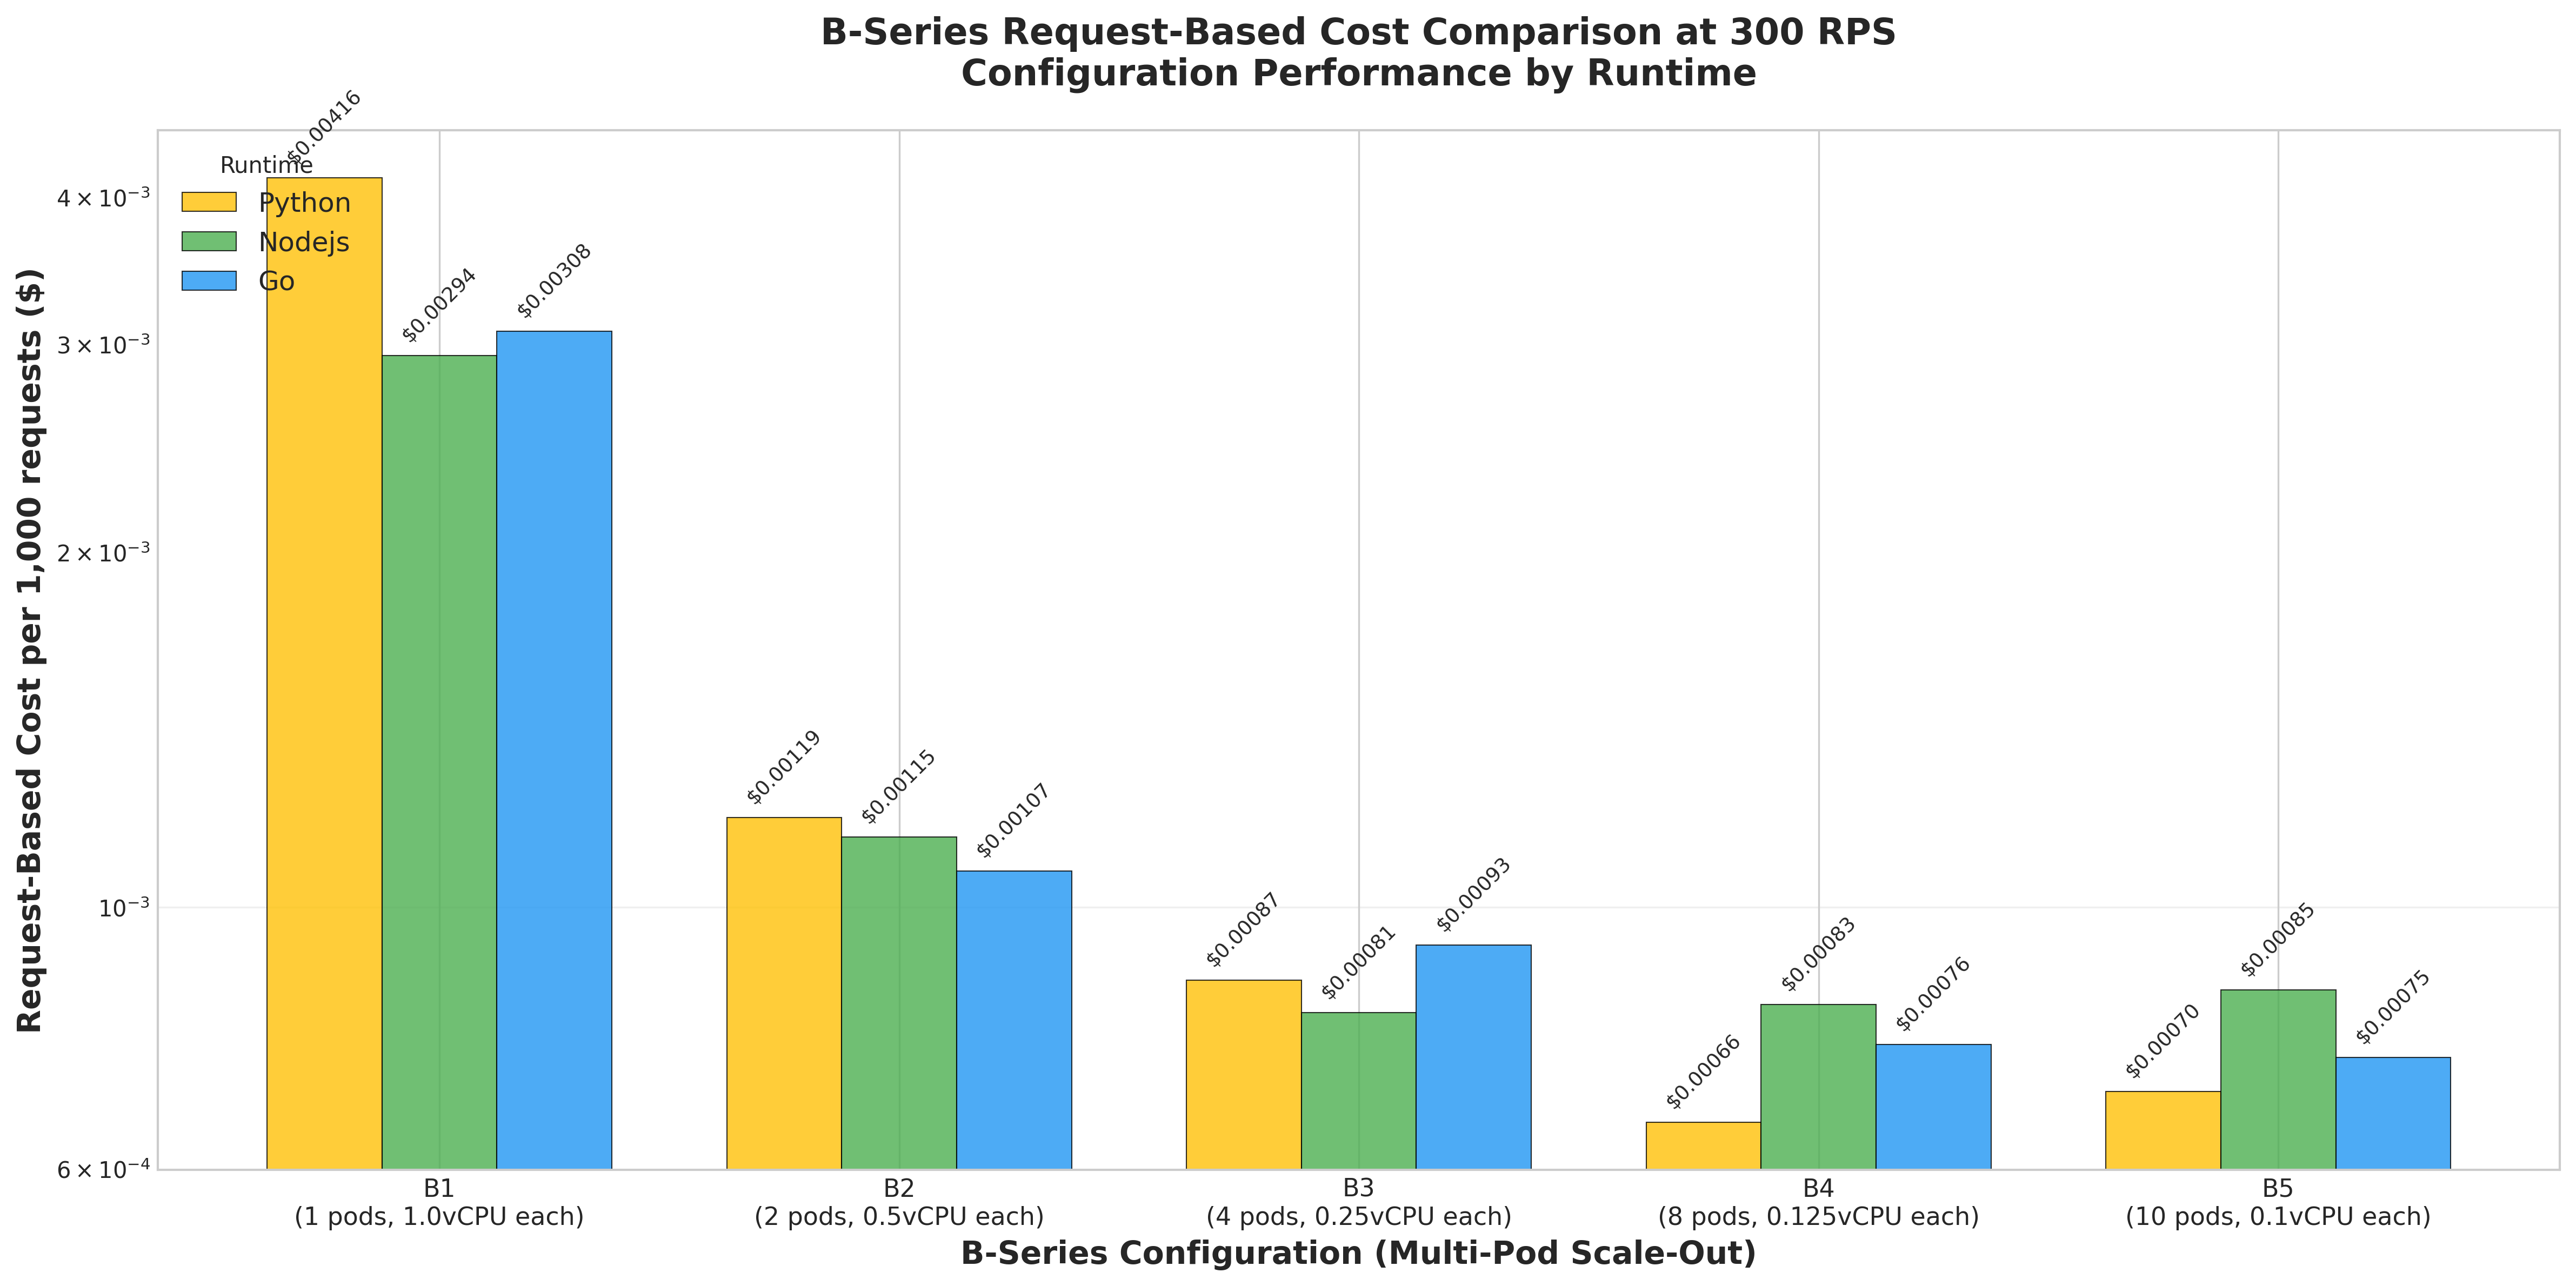 B-Series Request-Based Cost Comparison at 300 RPS
Configuration Performance by Runtime
Request-Based Cost per 1,000 requests ($)
4 × 10⁻³
3 × 10⁻³
2 × 10⁻³
10⁻³
6 × 10⁻⁴
Runtime
Python
Nodejs
Go
$0.00416
$0.00294
$0.00308
$0.00119
$0.00115
$0.00107
$0.00087
$0.00081
$0.00093
$0.00066
$0.00083
$0.00076
$0.00070
$0.00085
$0.00075
B1
(1 pods, 1.0vCPU each)
B2
(2 pods, 0.5vCPU each)
B3
(4 pods, 0.25vCPU each)
B4
(8 pods, 0.125vCPU each)
B5
(10 pods, 0.1vCPU each)
B-Series Configuration (Multi-Pod Scale-Out)